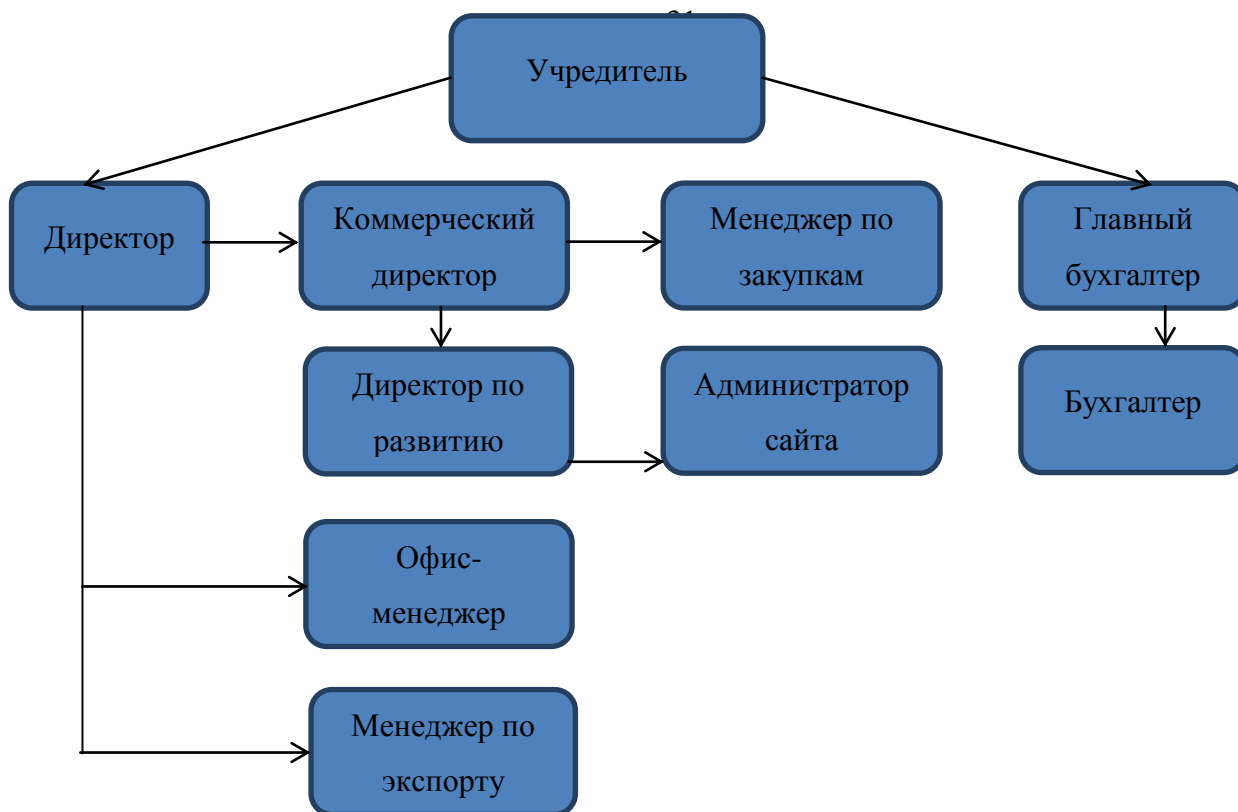 Учредитель
Директор
Коммерческий
директор
Менеджер по
закупкам
Главный
бухгалтер
Директор по
развитию
Администратор
сайта
Бухгалтер
Офис-
менеджер
Менеджер по
экспорту